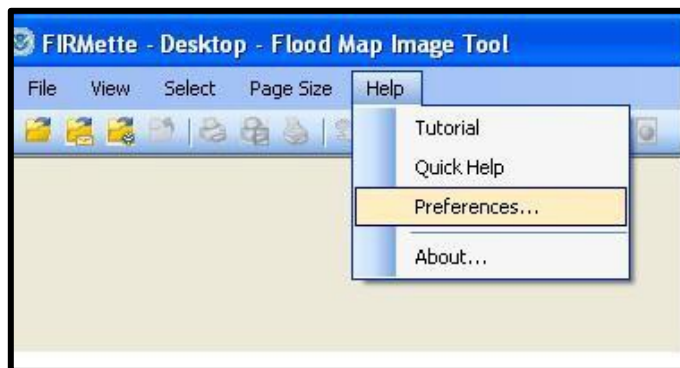 FIRMette - Desktop - Flood Map Image Tool
File View Select Page Size Help
Tutorial
Quick Help
Preferences...
About...